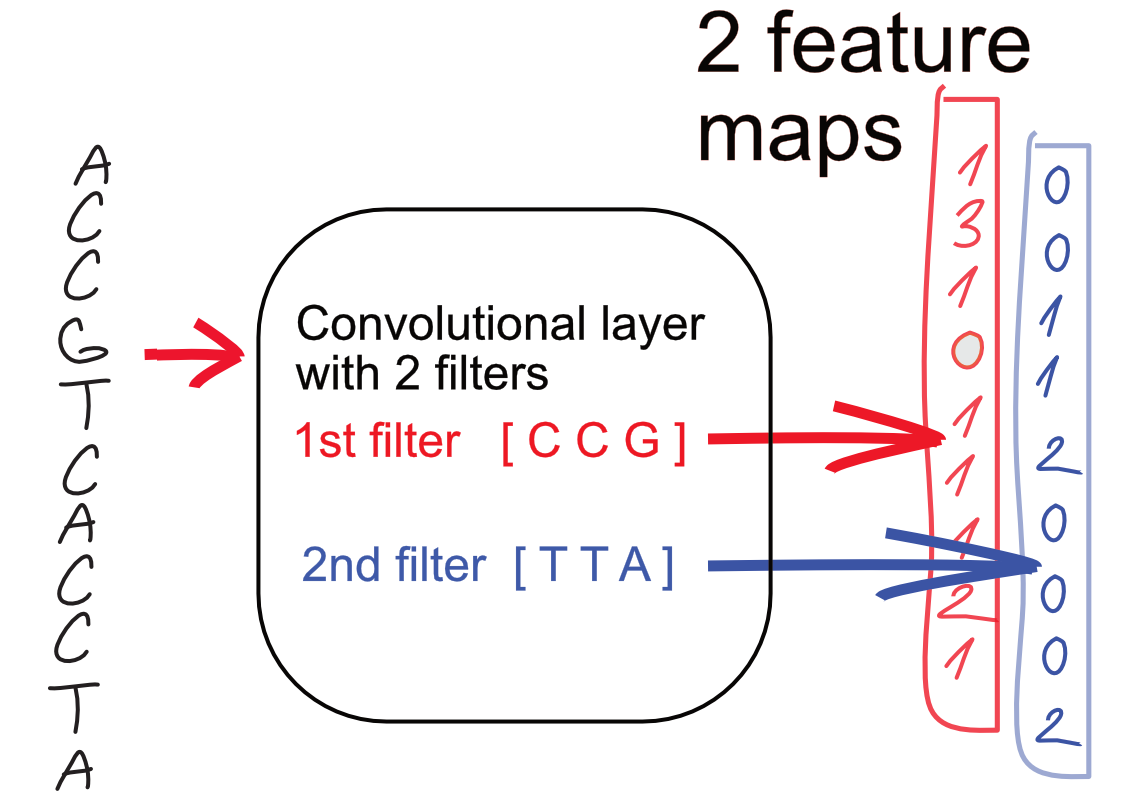 2 feature
maps
A
C
C
G
T
C
A
C
C
T
A
Convolutional layer
with 2 filters
1st filter [ C C G ]
2nd filter [ T T A ]
1
3
1
0
1
1
1
2
1
0
0
1
1
2
0
0
0
2